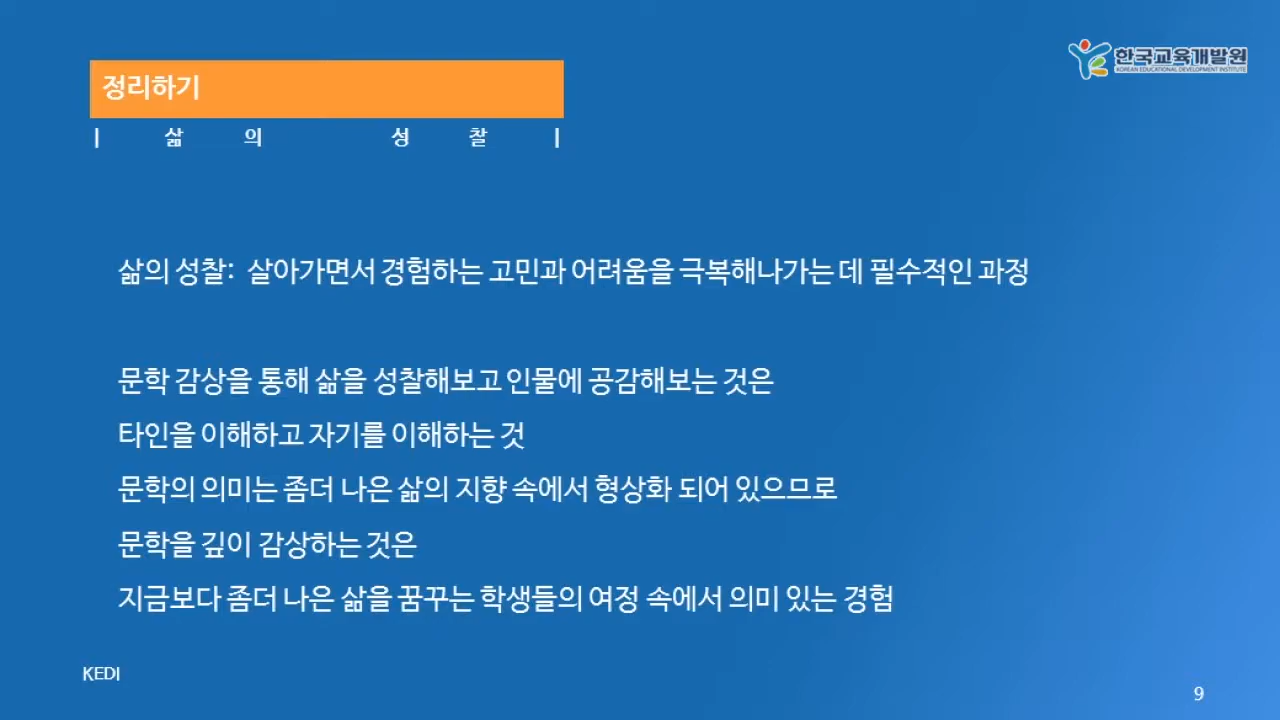 정리하기
한국교육개발원
KOREAN EDUCATIONAL DEVELOPMENT INSTITUTE
| 삶 의 성 찰 |
삶의 성찰: 살아가면서 경험하는 고민과 어려움을 극복해나가는 데 필수적인 과정
문학 감상을 통해 삶을 성찰해보고 인물에 공감해보는 것은
타인을 이해하고 자기를 이해하는 것
문학의 의미는 좀더 나은 삶의 지향 속에서 형상화 되어 있으므로
문학을 깊이 감상하는 것은
지금보다 좀더 나은 삶을 꿈꾸는 학생들의 여정 속에서 의미 있는 경험
KEDI
9